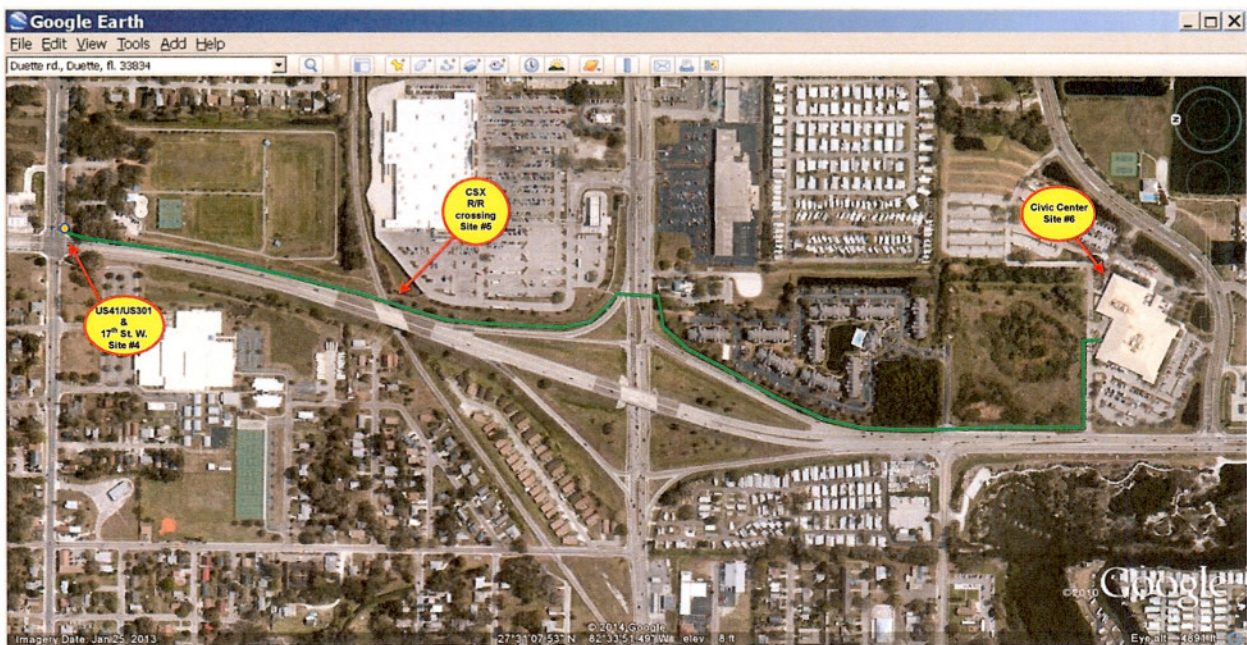 Google Earth
File Edit View Tools Add Help
Duette rd., Duette, fl. 33834
N
CSX
R/R
crossing
Site #5
Civic Center
Site #6
US41/US301
&
17th St. W.
Site #4
Google
©2010
© 2014 Google
Imagery Date: Jan 25, 2013
27°31'07.53" N 82°33'51.49" W elev 8 ft
Eye alt 4691 ft